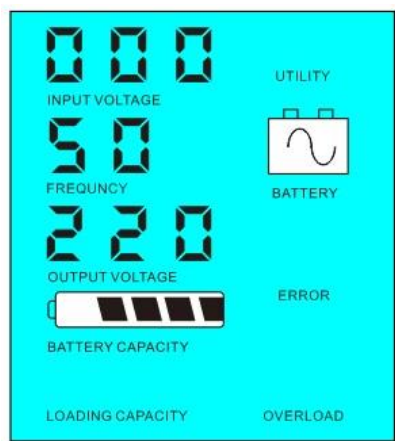 000
UTILITY
INPUT VOLTAGE
50
FREQUNCY
BATTERY
220
OUTPUT VOLTAGE
ERROR
BATTERY CAPACITY
LOADING CAPACITY
OVERLOAD